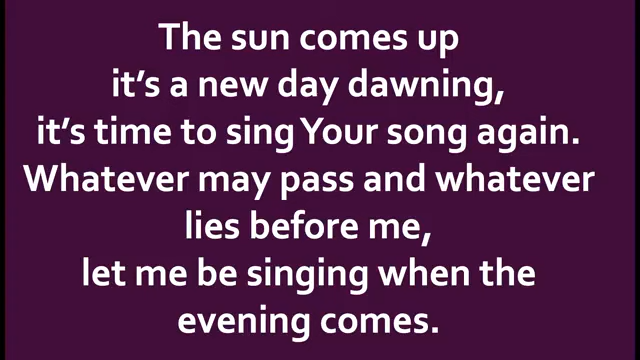 The sun comes up
it's a new day dawning,
it's time to sing Your song again.
Whatever may pass and whatever
lies before me,
let me be singing when the
evening comes.